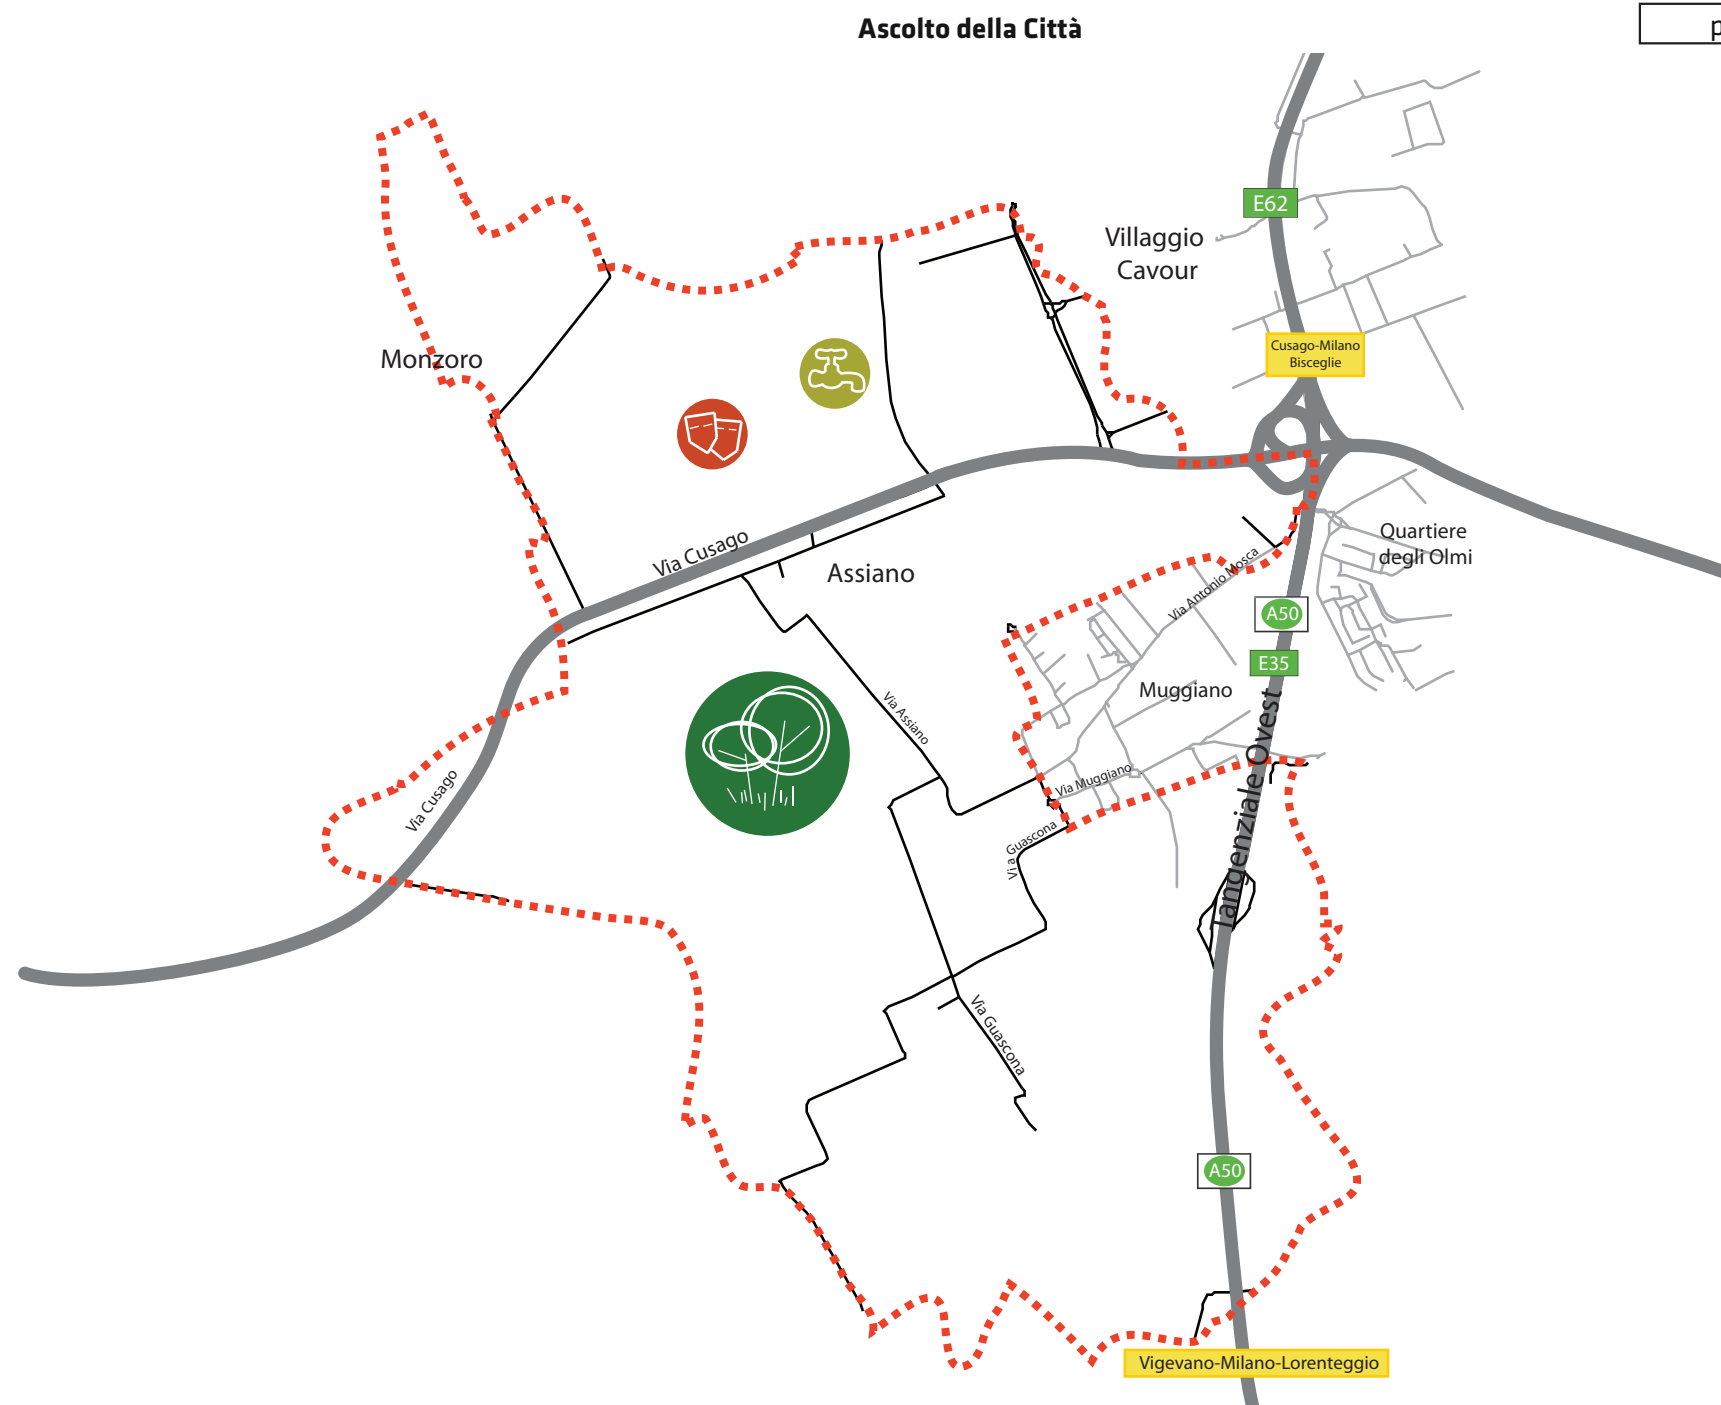 Ascolto della Città
p
E62
Villaggio
Cavour
Cusago-Milano
Bisceglie
Monzoro
Via Cusago
Assiano
Quartiere
degli Olmi
Via Antonio Mosca
A50
E35
Muggiano
Via Assiano
Tangenziale Ovest
Via Muggiano
Via Cusago
Via Guascona
Via Guascona
A50
Vigevano-Milano-Lorenteggio